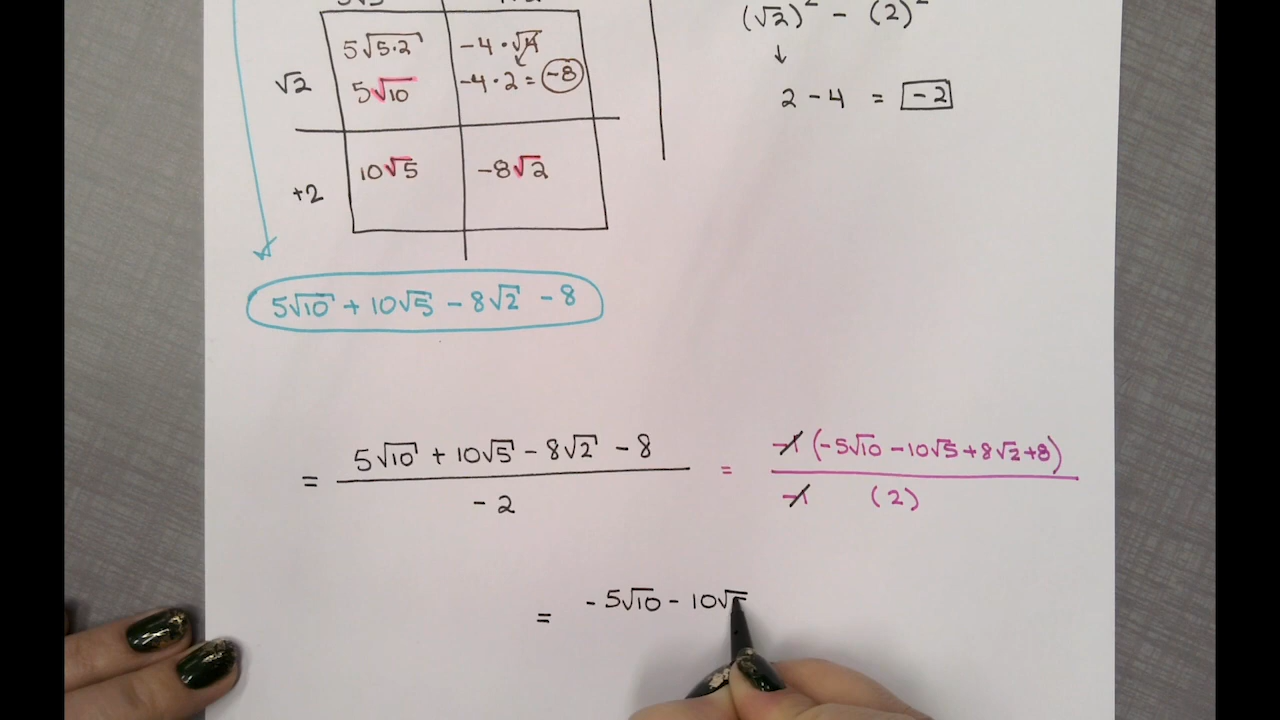 √2
5√5·2
5√10
-4·√4
-4·2 = -8
+2
10√5
-8√2
5√10 + 10√5 - 8√2 - 8
(√2)² - (2)²
↓
2 - 4 = -2
= 5√10 + 10√5 - 8√2 - 8 = -1 (-5√10 - 10√5 + 8√2 + 8)
-2 -1 (2)
= -5√10 - 10√